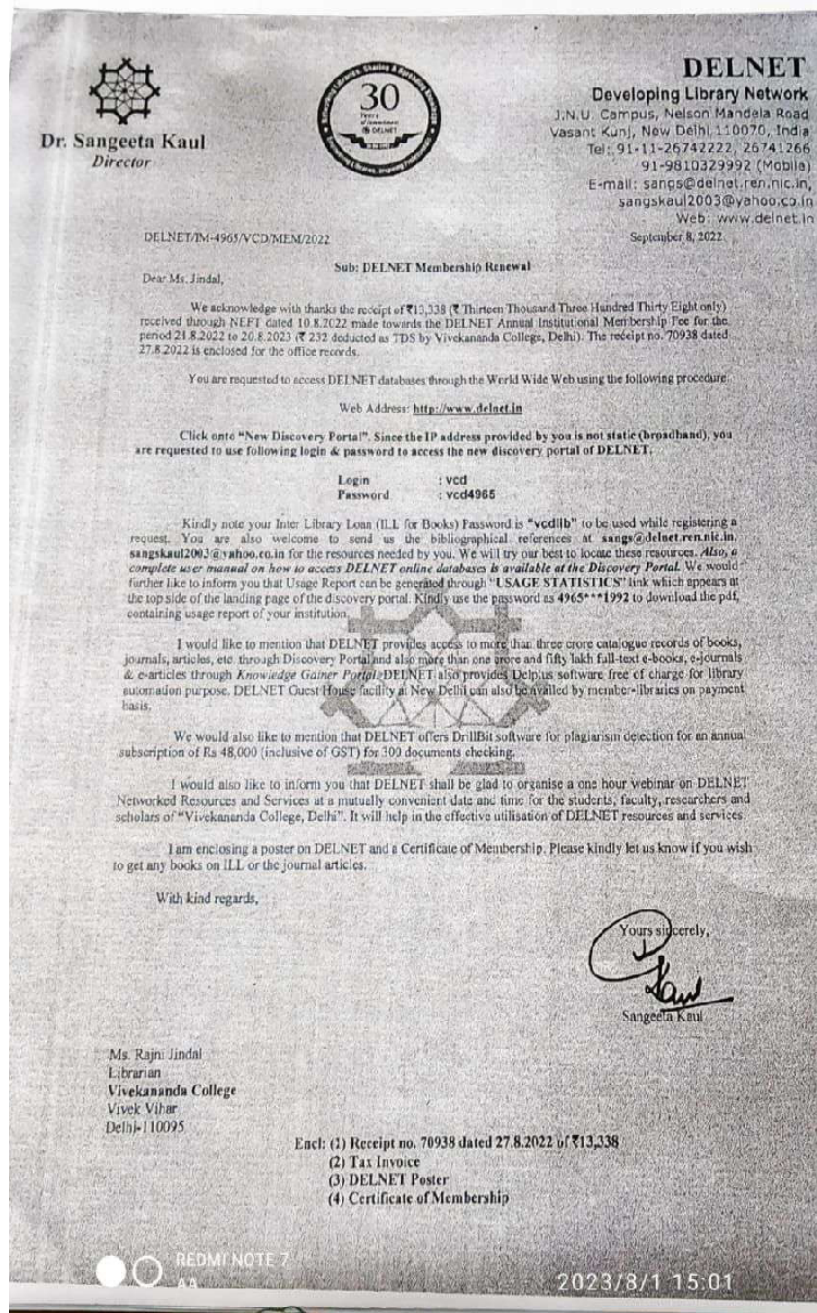 Dr. Sangeeta Kaul
Director
30
Years
DELNET
DELNET
Developing Library Network
J.N.U. Campus, Nelson Mandela Road
Vasant Kunj, New Delhi 110070, India
Tel: 91-11-26742222, 26741266
91-9810329992 (Mobile)
E-mail: sangs@delnet.ren.nic.in,
sangskaul2003@yahoo.co.in
Web: www.delnet.in
DELNET/IM-4965/VCD/MEM/2022
September 8, 2022
Sub: DELNET Membership Renewal
Dear Ms. Jindal,
We acknowledge with thanks the receipt of ₹13,338 (₹ Thirteen Thousand Three Hundred Thirty Eight only)
received through NEFT dated 10.8.2022 made towards the DELNET Annual Institutional Membership Fee for the
period 21.8.2022 to 20.8.2023 (₹ 232 deducted as TDS by Vivekananda College, Delhi). The receipt no. 70938 dated
27.8.2022 is enclosed for the office records.
You are requested to access DELNET databases through the World Wide Web using the following procedure.
Web Address: http://www.delnet.in
Click onto "New Discovery Portal". Since the IP address provided by you is not static (broadband), you
are requested to use following login & password to access the new discovery portal of DELNET.
Login : vcd
Password : vcd4965
Kindly note your Inter Library Loan (ILL for Books) Password is "vcdlib" to be used while registering a
request. You are also welcome to send us the bibliographical references at sangs@delnet.ren.nic.in,
sangskaul2003@yahoo.co.in for the resources needed by you. We will try our best to locate these resources. Also, a
complete user manual on how to access DELNET online databases is available at the Discovery Portal. We would
further like to inform you that Usage Report can be generated through "USAGE STATISTICS" link which appears at
the top side of the landing page of the discovery portal. Kindly use the password as 4965***1992 to download the pdf,
containing usage report of your institution.
I would like to mention that DELNET provides access to more than three crore catalogue records of books,
journals, articles, etc. through Discovery Portal and also more than one crore and fifty lakh full-text e-books, e-journals
& e-articles through Knowledge Gainer Portal. DELNET also provides Delplus software free of charge for library
automation purpose. DELNET Guest House facility at New Delhi can also be availed by member-libraries on payment
basis.
We would also like to mention that DELNET offers DrillBit software for plagiarism detection for an annual
subscription of Rs 48,000 (inclusive of GST) for 300 documents checking.
I would also like to inform you that DELNET shall be glad to organise a one hour webinar on DELNET
Networked Resources and Services at a mutually convenient date and time for the students, faculty, researchers and
scholars of "Vivekananda College, Delhi". It will help in the effective utilisation of DELNET resources and services.
I am enclosing a poster on DELNET and a Certificate of Membership. Please kindly let us know if you wish
to get any books on ILL or the journal articles.
With kind regards,
Yours sincerely,
Sangeeta Kaul
Ms. Rajni Jindal
Librarian
Vivekananda College
Vivek Vihar
Delhi-110095
Encl: (1) Receipt no. 70938 dated 27.8.2022 of ₹13,338
(2) Tax Invoice
(3) DELNET Poster
(4) Certificate of Membership
REDMI NOTE 7
2023/8/1 15:01